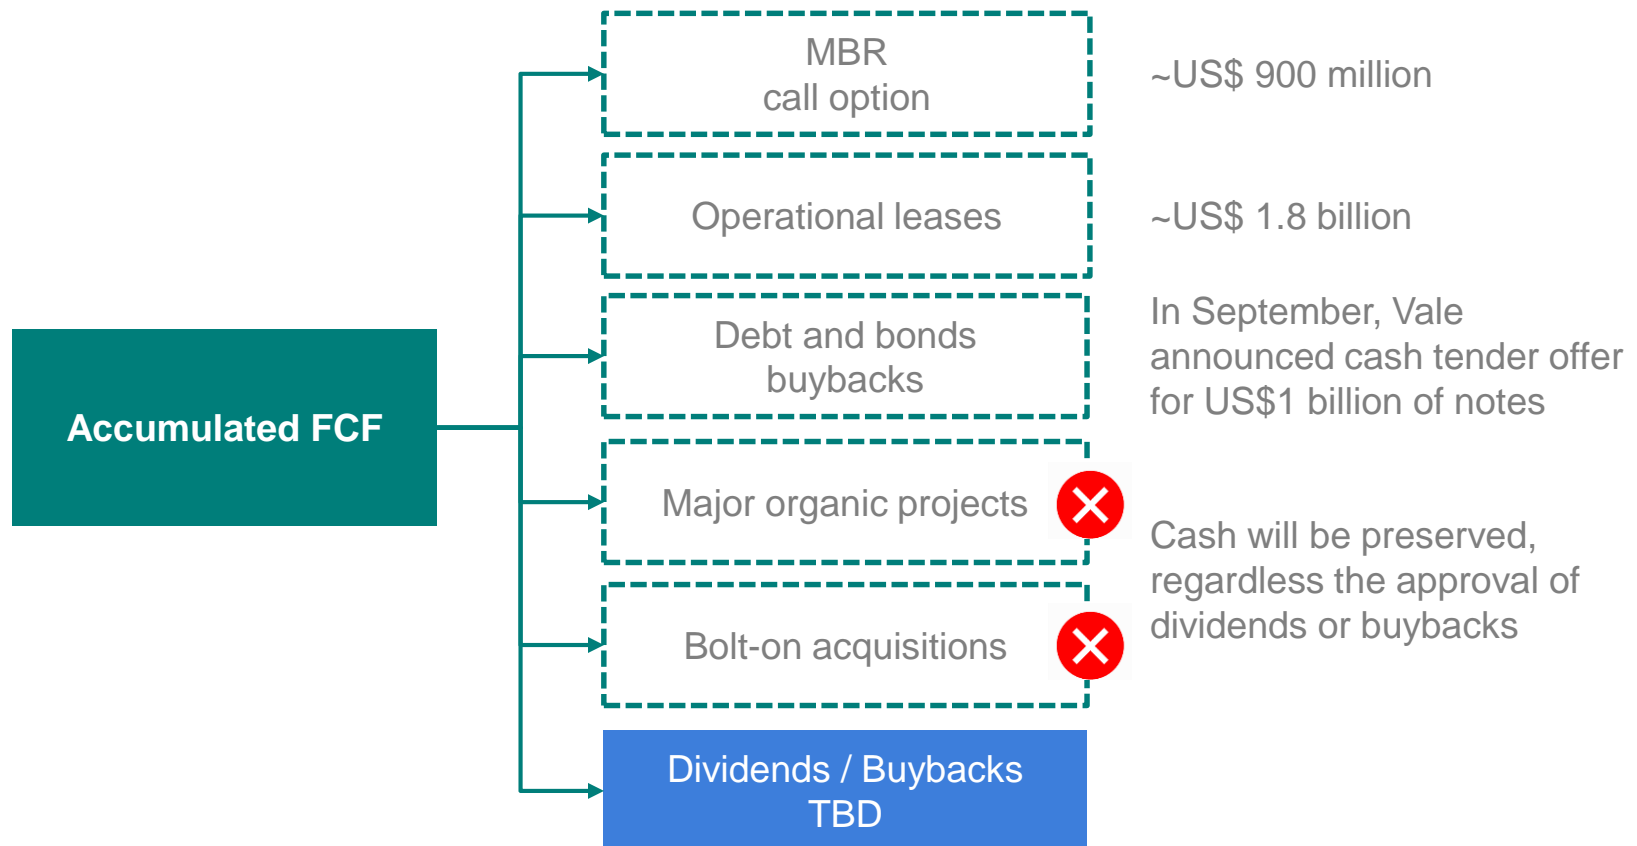 MBR
call option
~US$ 900 million
Operational leases
~US$ 1.8 billion
Debt and bonds
buybacks
In September, Vale
announced cash tender offer
for US$1 billion of notes
Accumulated FCF
Major organic projects
Bolt-on acquisitions
Cash will be preserved,
regardless the approval of
dividends or buybacks
Dividends / Buybacks
TBD